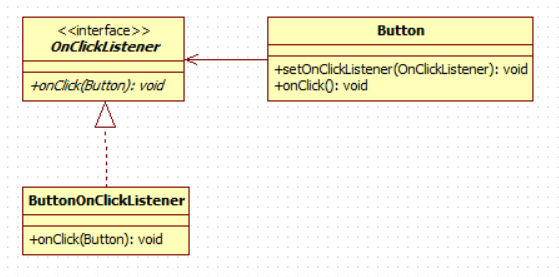 <<interface>>
OnClickListener
+onClick(Button): void
Button
+setOnClickListener(OnClickListener): void
+onClick(): void
ButtonOnClickListener
+onClick(Button): void